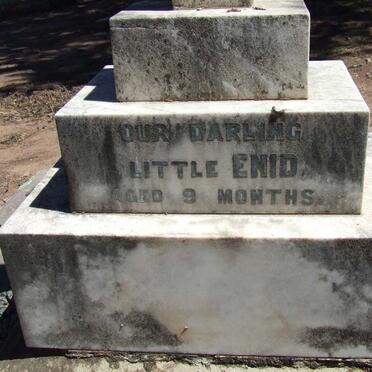 OUR DARLING
LITTLE ENID
AGED 9 MONTHS